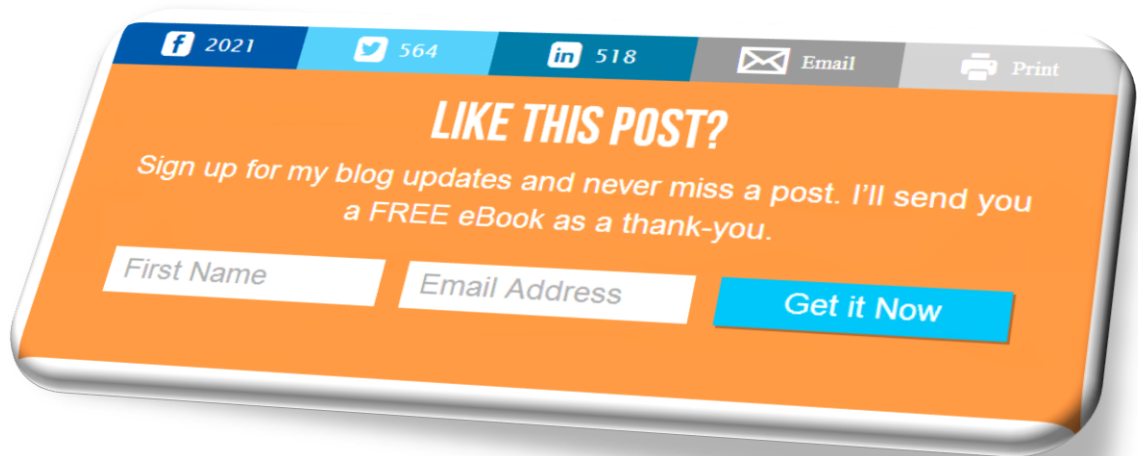 f 2021 564 in 518 Email Print
LIKE THIS POST?
Sign up for my blog updates and never miss a post. I'll send you
a FREE eBook as a thank-you.
First Name Email Address Get it Now